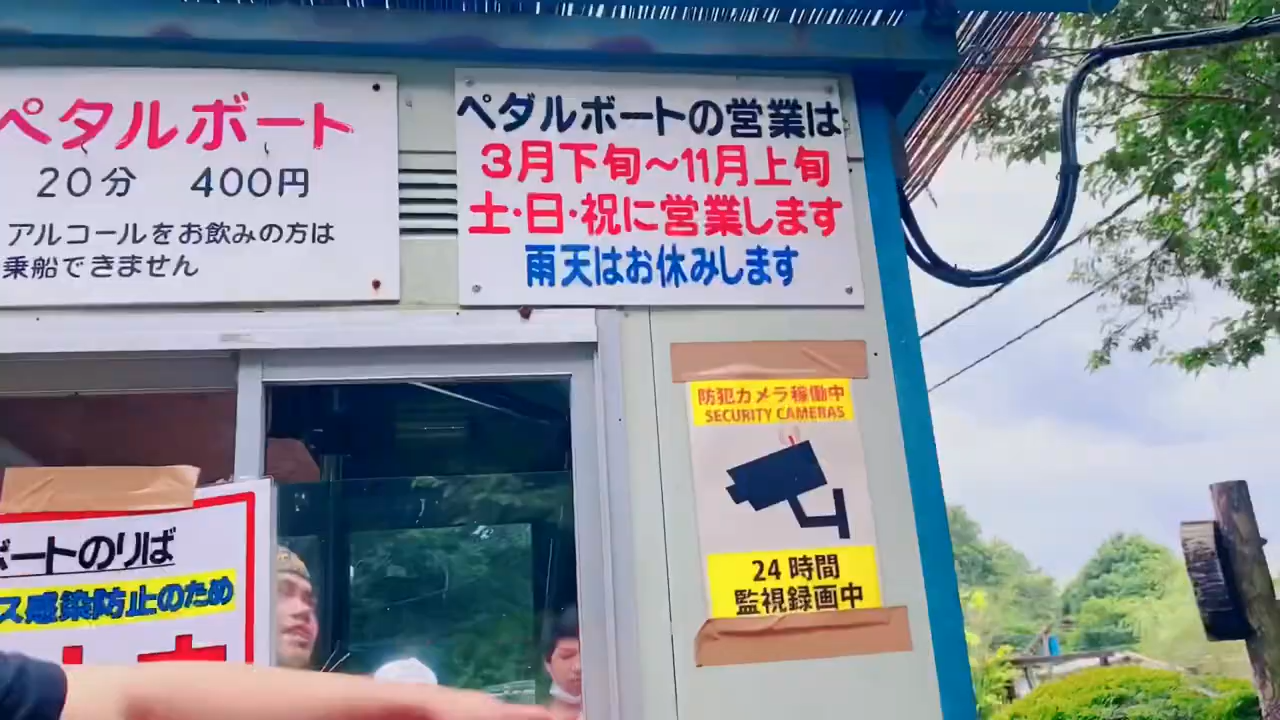 ペダルボート
20分 400円
アルコールをお飲みの方は
乗船できません
ペダルボートの営業は
3月下旬～11月上旬
土・日・祝に営業します
雨天はお休みします
防犯カメラ稼働中
SECURITY CAMERAS
24時間
監視録画中
ボートのりば
ス感染防止のため